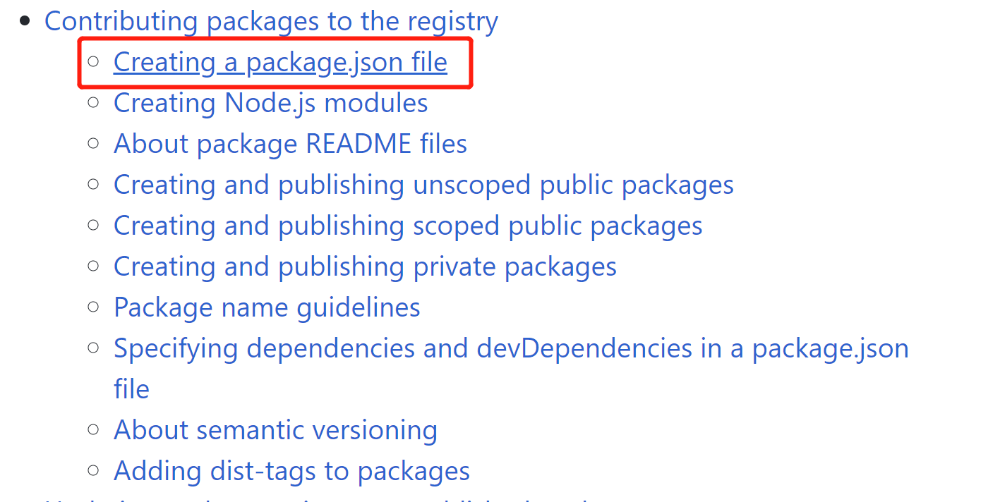 Contributing packages to the registry
Creating a package.json file
Creating Node.js modules
About package README files
Creating and publishing unscoped public packages
Creating and publishing scoped public packages
Creating and publishing private packages
Package name guidelines
Specifying dependencies and devDependencies in a package.json
file
About semantic versioning
Adding dist-tags to packages